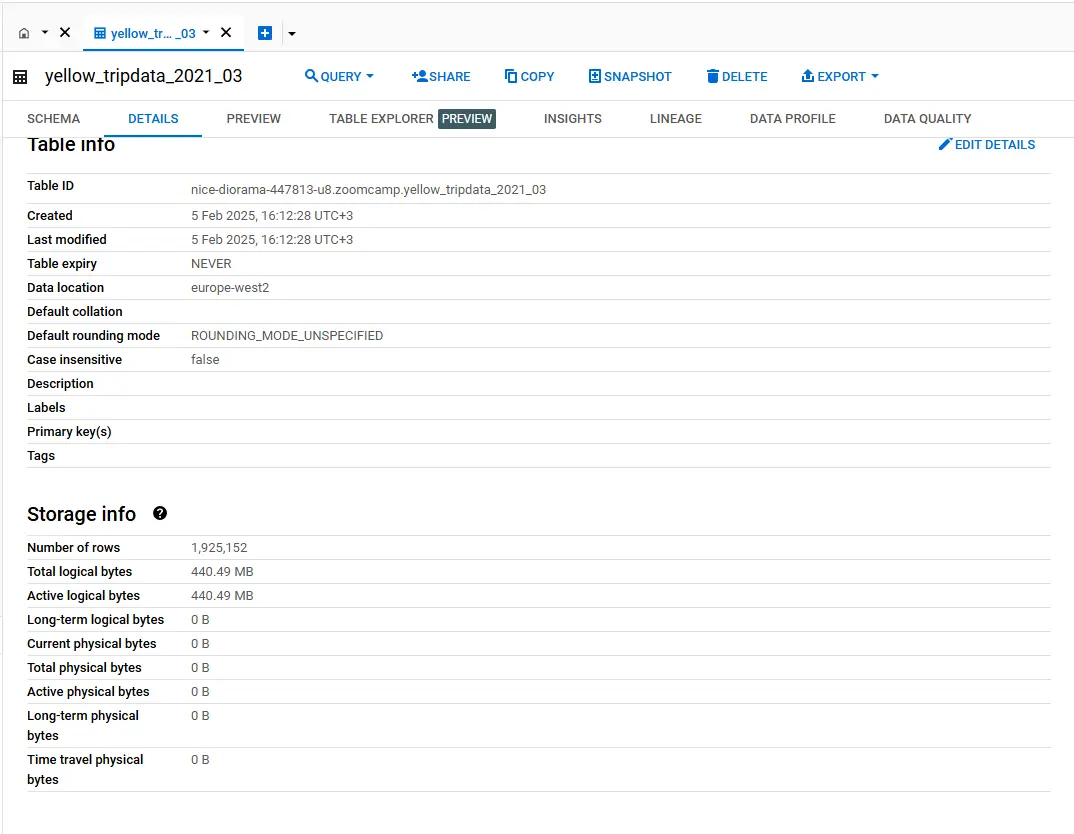 yellow_tr... _03
yellow_tripdata_2021_03 QUERY SHARE COPY SNAPSHOT DELETE EXPORT
SCHEMA DETAILS PREVIEW TABLE EXPLORER PREVIEW INSIGHTS LINEAGE DATA PROFILE DATA QUALITY
Table info EDIT DETAILS
Table ID nice-diorama-447813-u8.zoomcamp.yellow_tripdata_2021_03
Created 5 Feb 2025, 16:12:28 UTC+3
Last modified 5 Feb 2025, 16:12:28 UTC+3
Table expiry NEVER
Data location europe-west2
Default collation
Default rounding mode ROUNDING_MODE_UNSPECIFIED
Case insensitive false
Description
Labels
Primary key(s)
Tags
Storage info ?
Number of rows 1,925,152
Total logical bytes 440.49 MB
Active logical bytes 440.49 MB
Long-term logical bytes 0 B
Current physical bytes 0 B
Total physical bytes 0 B
Active physical bytes 0 B
Long-term physical 0 B
bytes
Time travel physical 0 B
bytes